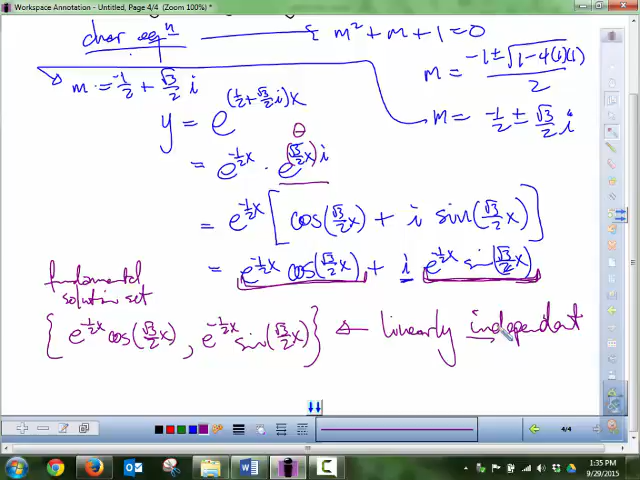 Workspace Annotation - Untitled, Page 4/4 (Zoom 100%) *
char eqⁿ m² + m + 1 = 0
m = (-1 ± √(1 - 4(1)(1)))/2
m = -1/2 + √3/2 i
m = -1/2 ± √3/2 i
y = e^((1/2 + √3/2 i)x)
θ
= e^(-1/2 x) · e^((√3/2 x)i)
= e^(-1/2 x) [cos(√3/2 x) + i sin(√3/2 x)]
= e^(-1/2 x) cos(√3/2 x) + i e^(-1/2 x) sin(√3/2 x)
fundamental
solution set
{e^(-1/2 x) cos(√3/2 x), e^(-1/2 x) sin(√3/2 x)} ← linearly independent
4/4
1:35 PM
9/29/2015